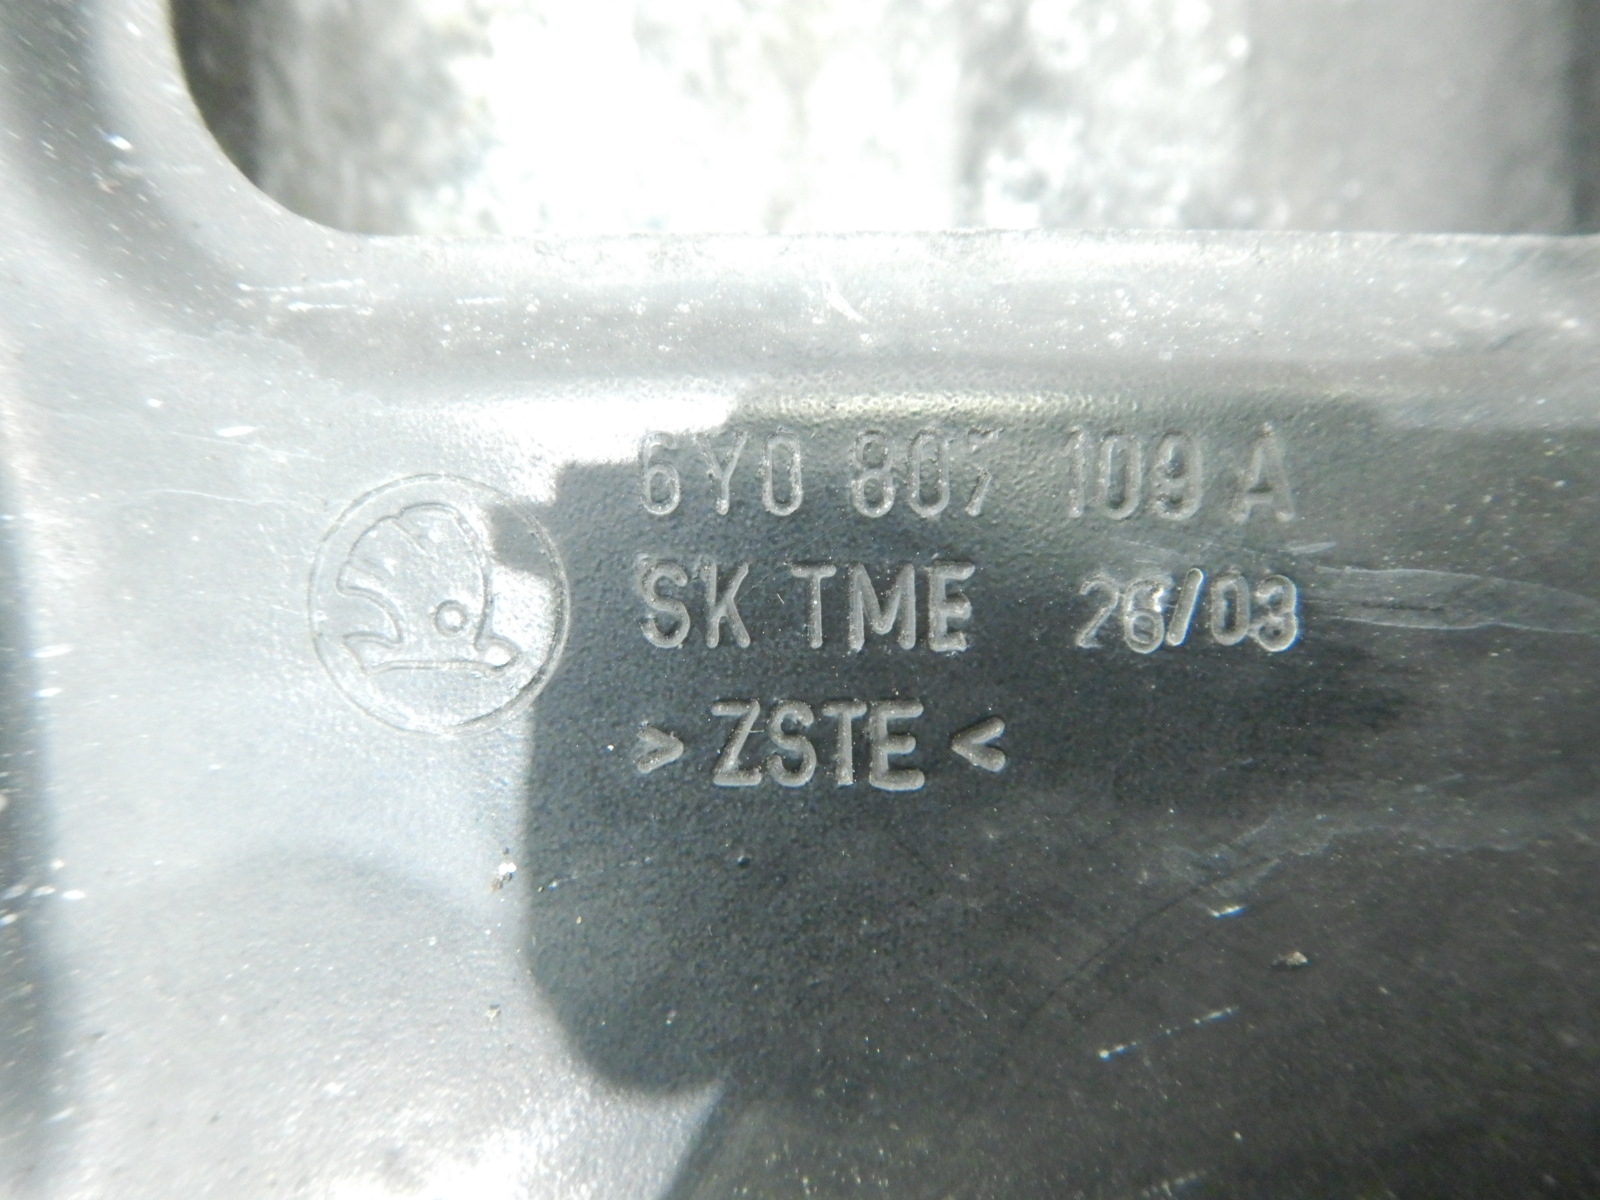 6Y0 807 109 A
SK TME 26/03
> ZSTE <